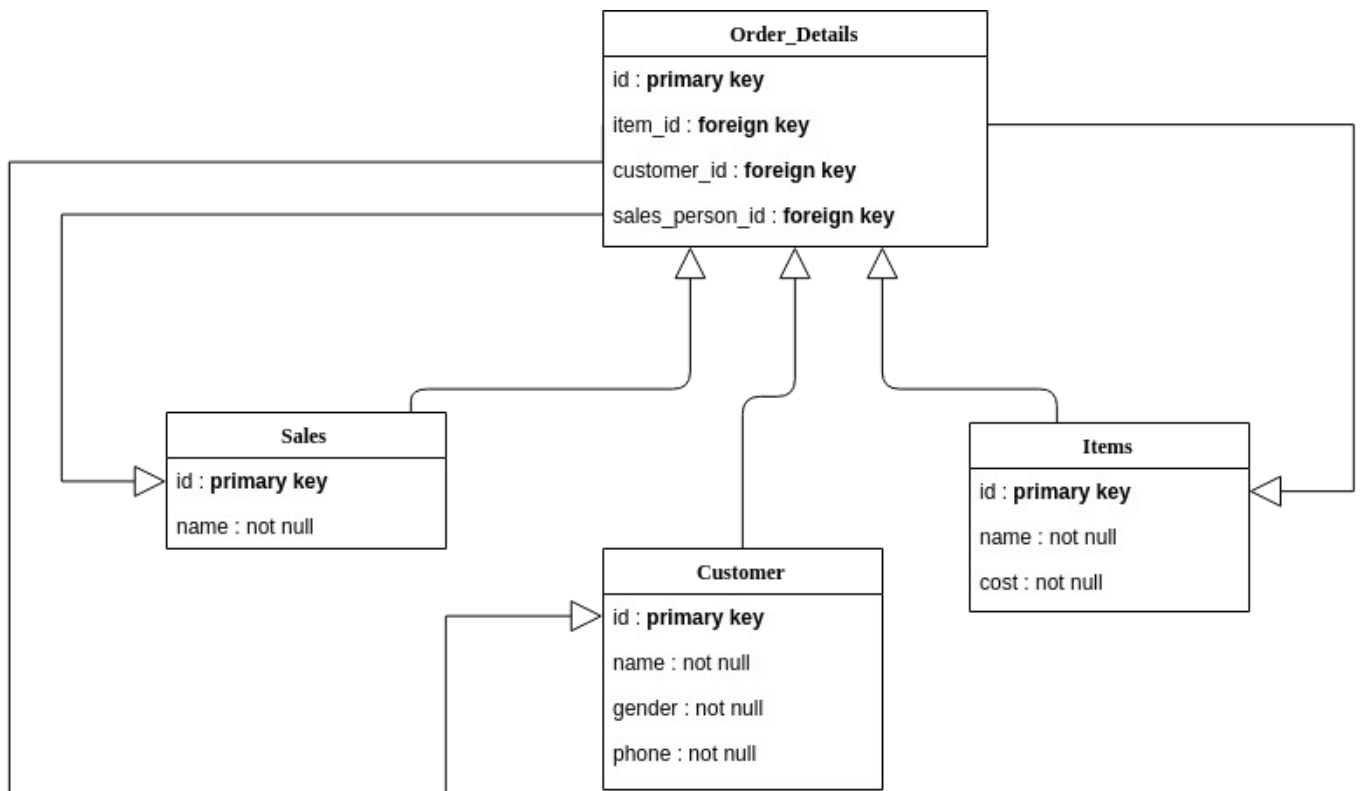 Order_Details
id : primary key
item_id : foreign key
customer_id : foreign key
sales_person_id : foreign key
Sales
id : primary key
name : not null
Customer
id : primary key
name : not null
gender : not null
phone : not null
Items
id : primary key
name : not null
cost : not null